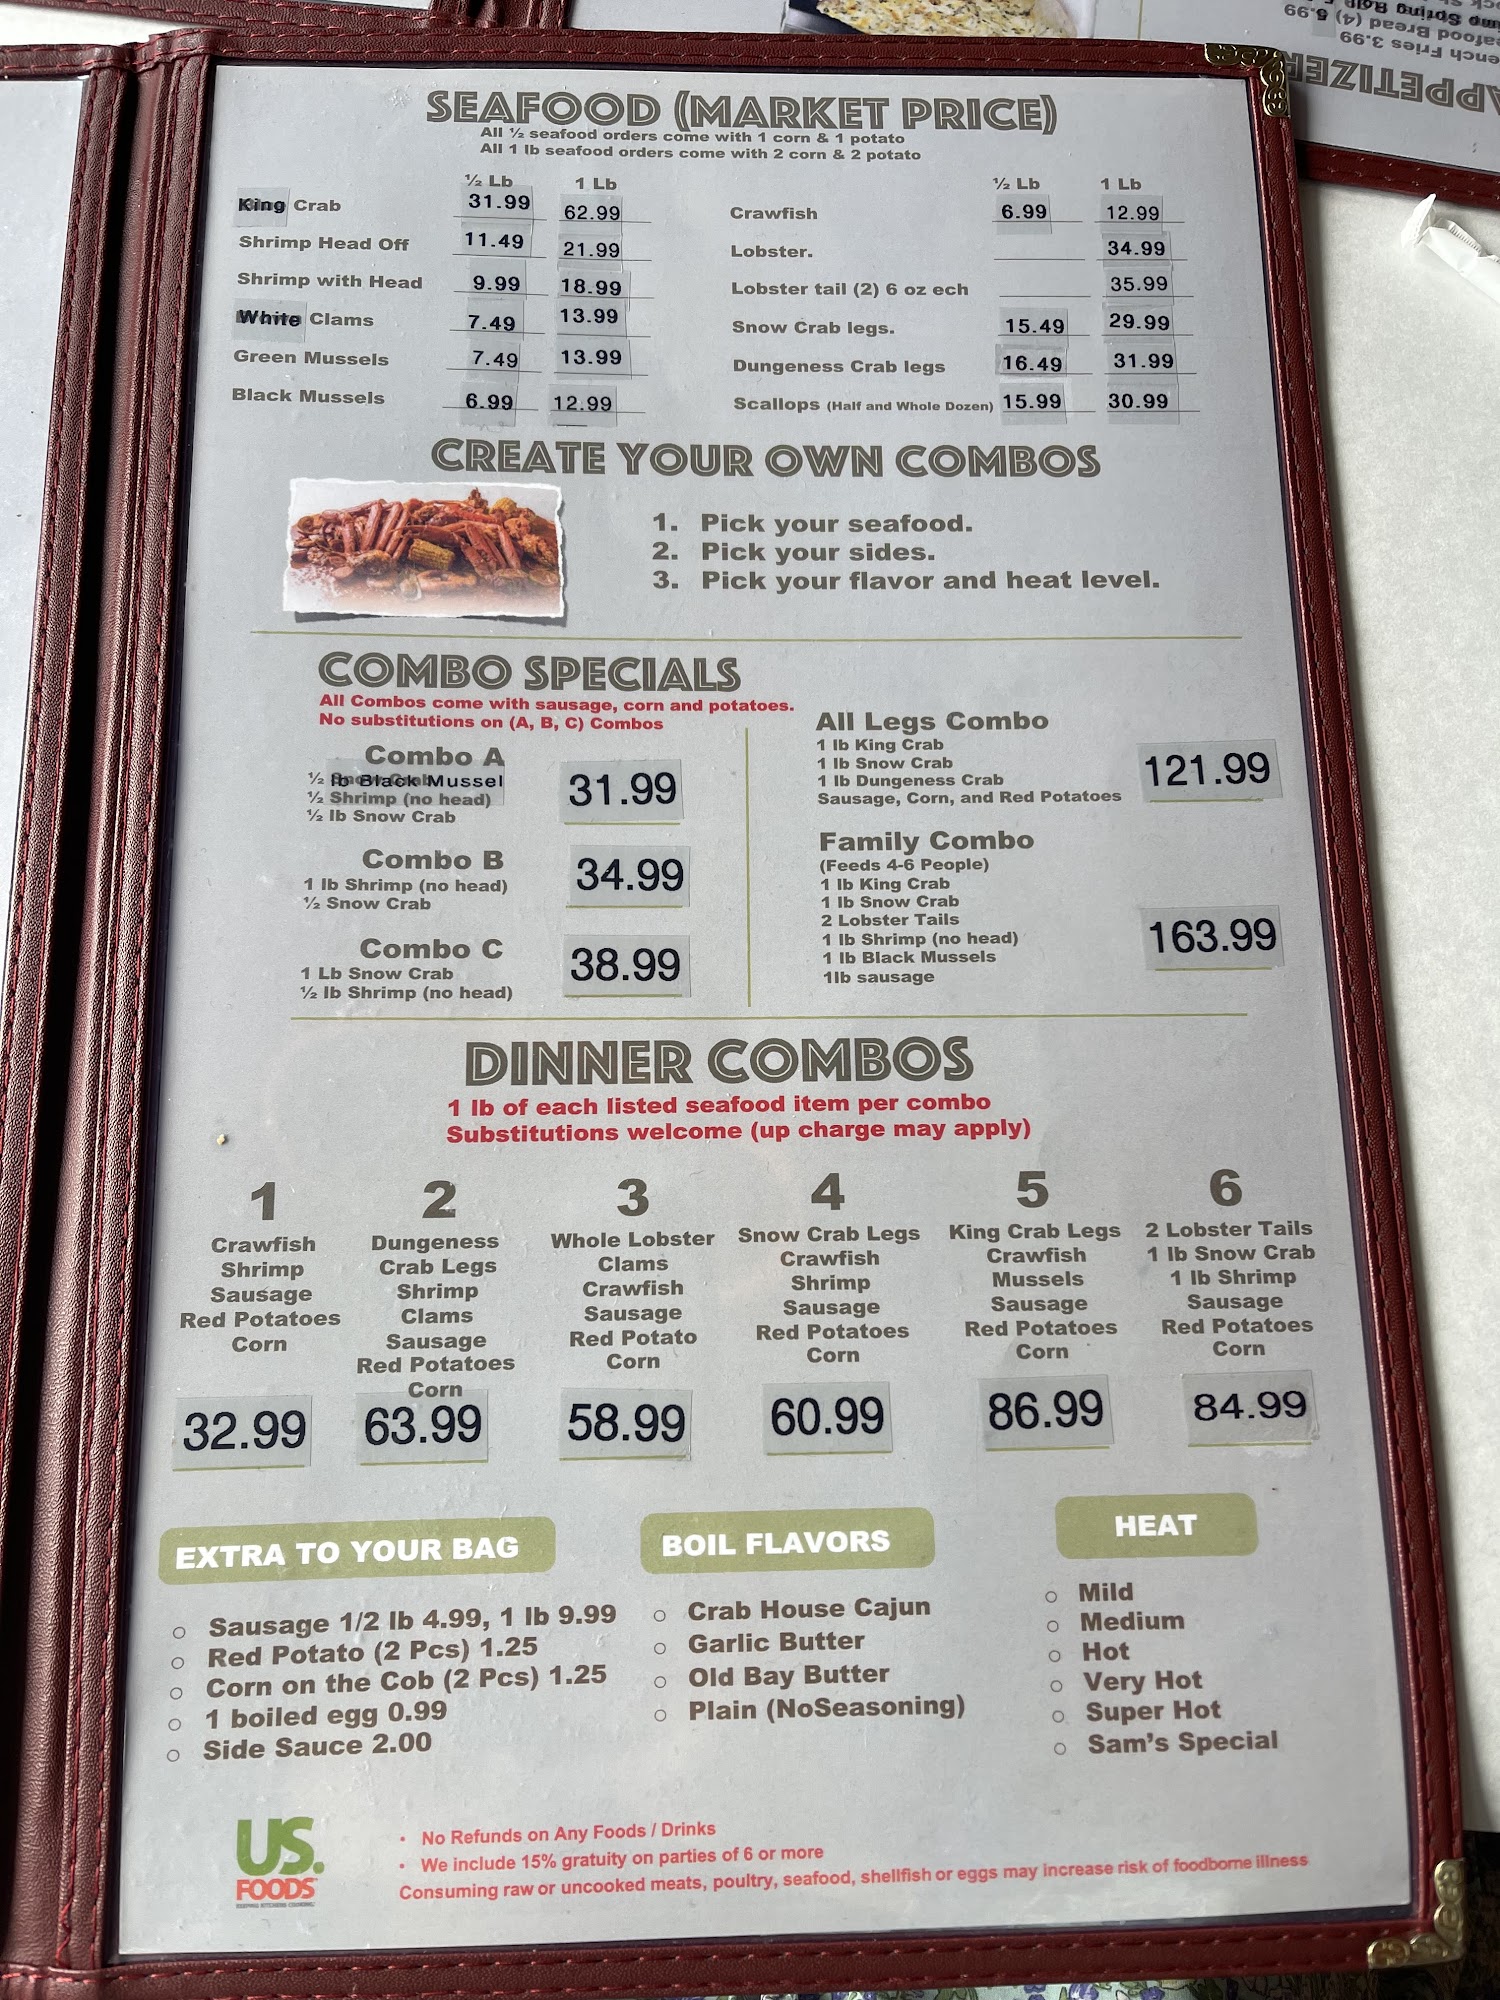 SEAFOOD (MARKET PRICE)
All ½ seafood orders come with 1 corn & 1 potato
All 1 lb seafood orders come with 2 corn & 2 potato
½ Lb 1 Lb
King Crab 31.99 62.99
Shrimp Head Off 11.49 21.99
Shrimp with Head 9.99 18.99
White Clams 7.49 13.99
Green Mussels 7.49 13.99
Black Mussels 6.99 12.99
½ Lb 1 Lb
Crawfish 6.99 12.99
Lobster. 34.99
Lobster tail (2) 6 oz ech 35.99
Snow Crab legs. 15.49 29.99
Dungeness Crab legs 16.49 31.99
Scallops (Half and Whole Dozen) 15.99 30.99
CREATE YOUR OWN COMBOS
1. Pick your seafood.
2. Pick your sides.
3. Pick your flavor and heat level.
COMBO SPECIALS
All Combos come with sausage, corn and potatoes.
No substitutions on (A, B, C) Combos
Combo A
½ lb Black Mussel
½ Shrimp (no head)
½ lb Snow Crab
31.99
Combo B
1 lb Shrimp (no head)
½ Snow Crab
34.99
Combo C
1 Lb Snow Crab
½ lb Shrimp (no head)
38.99
All Legs Combo
1 lb King Crab
1 lb Snow Crab
1 lb Dungeness Crab
Sausage, Corn, and Red Potatoes
121.99
Family Combo
(Feeds 4-6 People)
1 lb King Crab
1 lb Snow Crab
2 Lobster Tails
1 lb Shrimp (no head)
1 lb Black Mussels
1lb sausage
163.99
DINNER COMBOS
1 lb of each listed seafood item per combo
Substitutions welcome (up charge may apply)
1
Crawfish
Shrimp
Sausage
Red Potatoes
Corn
32.99
2
Dungeness
Crab Legs
Shrimp
Clams
Sausage
Red Potatoes
Corn
63.99
3
Whole Lobster
Clams
Crawfish
Sausage
Red Potato
Corn
58.99
4
Snow Crab Legs
Crawfish
Shrimp
Sausage
Red Potatoes
Corn
60.99
5
King Crab Legs
Crawfish
Mussels
Sausage
Red Potatoes
Corn
86.99
6
2 Lobster Tails
1 lb Snow Crab
1 lb Shrimp
Sausage
Red Potatoes
Corn
84.99
EXTRA TO YOUR BAG
Sausage 1/2 lb 4.99, 1 lb 9.99
Red Potato (2 Pcs) 1.25
Corn on the Cob (2 Pcs) 1.25
1 boiled egg 0.99
Side Sauce 2.00
BOIL FLAVORS
Crab House Cajun
Garlic Butter
Old Bay Butter
Plain (NoSeasoning)
HEAT
Mild
Medium
Hot
Very Hot
Super Hot
Sam's Special
US.
FOODS
• No Refunds on Any Foods / Drinks
• We include 15% gratuity on parties of 6 or more
Consuming raw or uncooked meats, poultry, seafood, shellfish or eggs may increase risk of foodborne illness
3.99
Bread (4) 5.99
Spring